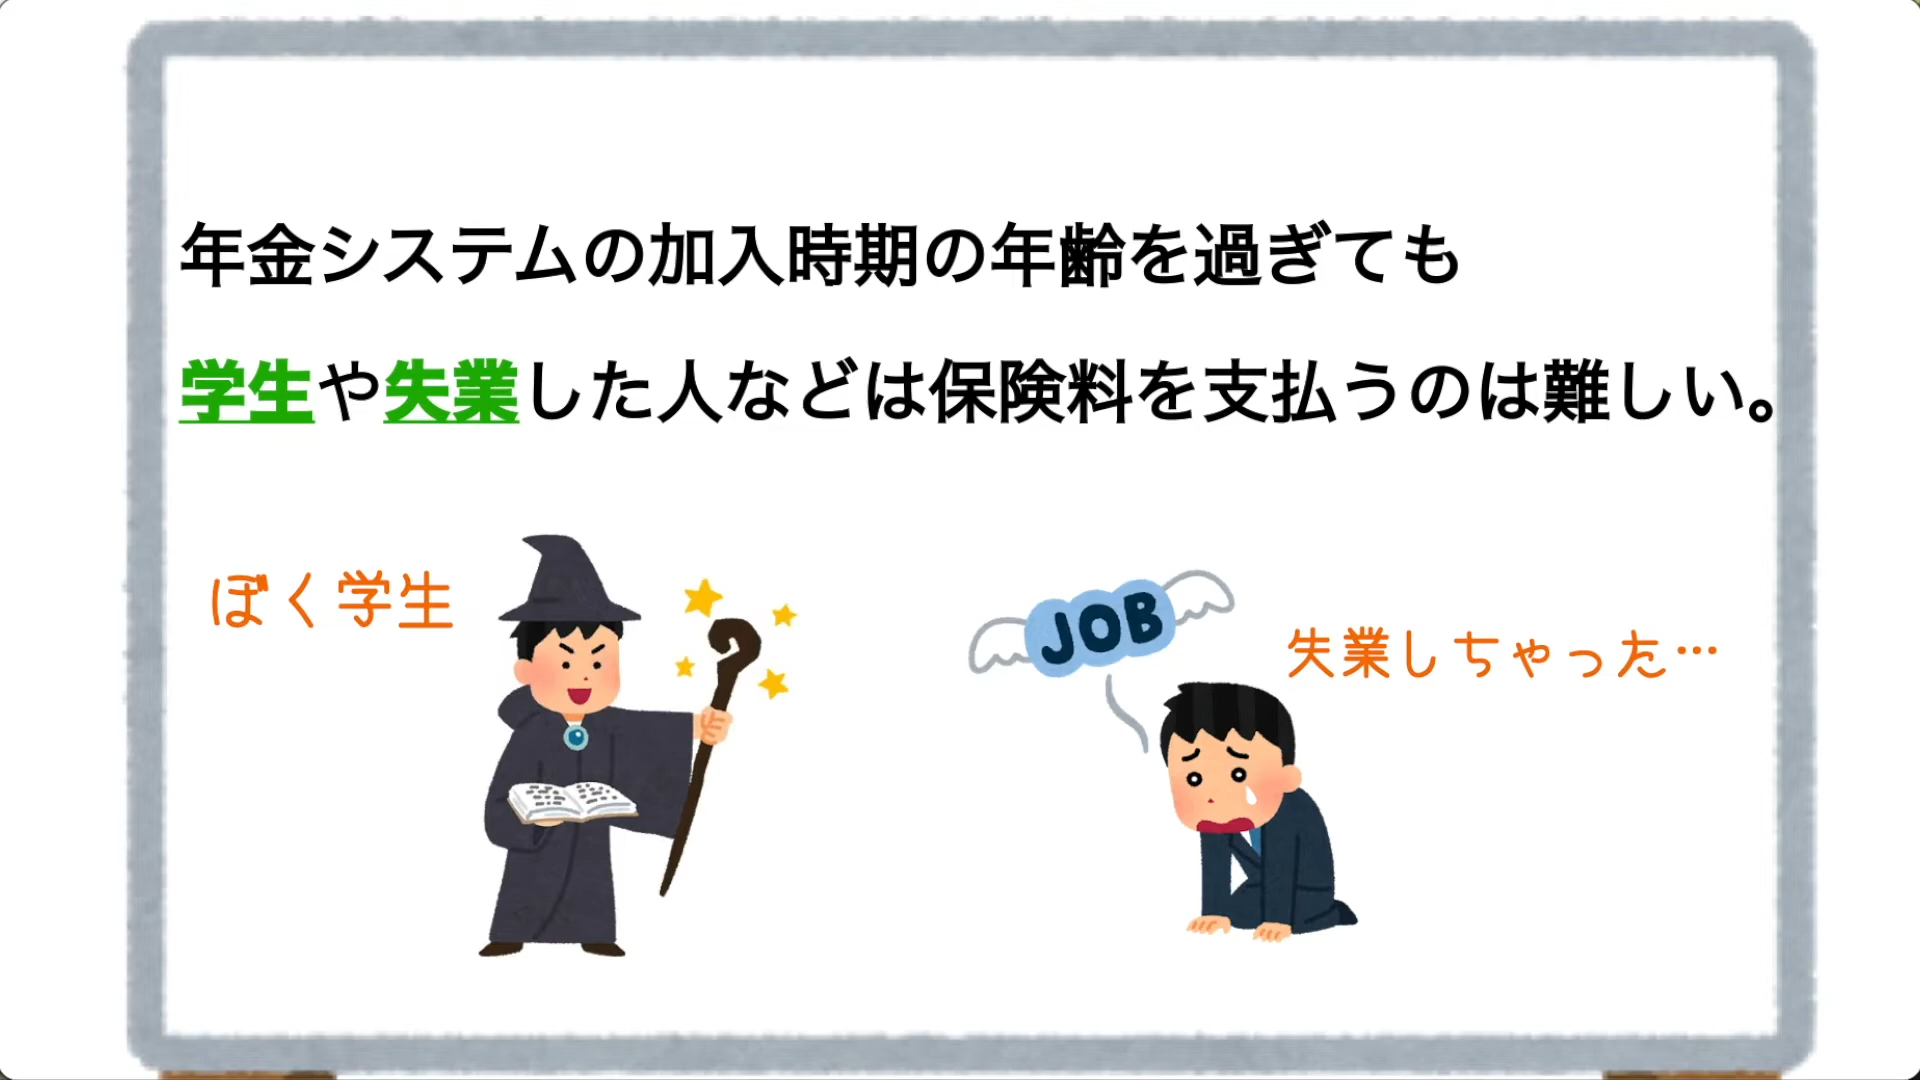 年金システムの加入時期の年齢を過ぎても
学生や失業した人などは保険料を支払うのは難しい。
ぼく学生
JOB
失業しちゃった…